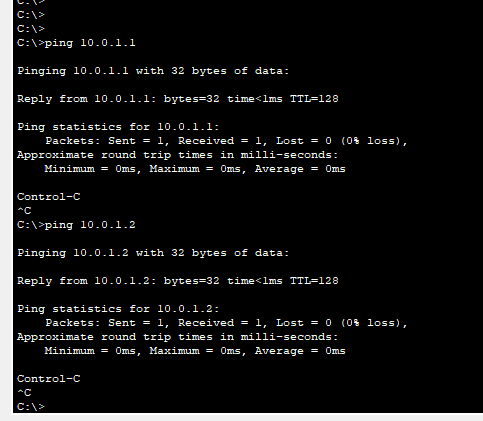 C:\>
C:\>
C:\>
C:\>ping 10.0.1.1
Pinging 10.0.1.1 with 32 bytes of data:
Reply from 10.0.1.1: bytes=32 time<1ms TTL=128
Ping statistics for 10.0.1.1:
Packets: Sent = 1, Received = 1, Lost = 0 (0% loss),
Approximate round trip times in milli-seconds:
Minimum = 0ms, Maximum = 0ms, Average = 0ms
Control-C
^C
C:\>ping 10.0.1.2
Pinging 10.0.1.2 with 32 bytes of data:
Reply from 10.0.1.2: bytes=32 time<1ms TTL=128
Ping statistics for 10.0.1.2:
Packets: Sent = 1, Received = 1, Lost = 0 (0% loss),
Approximate round trip times in milli-seconds:
Minimum = 0ms, Maximum = 0ms, Average = 0ms
Control-C
^C
C:\>